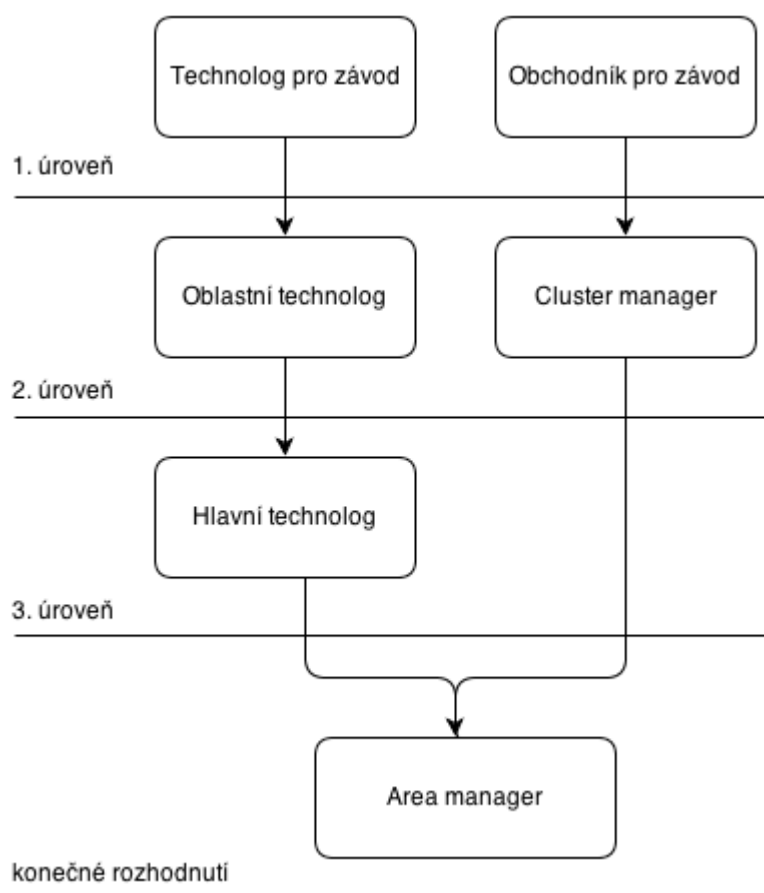 Technolog pro závod
Obchodník pro závod
1. úroveň
Oblastní technolog
Cluster manager
2. úroveň
Hlavní technolog
3. úroveň
Area manager
konečné rozhodnutí